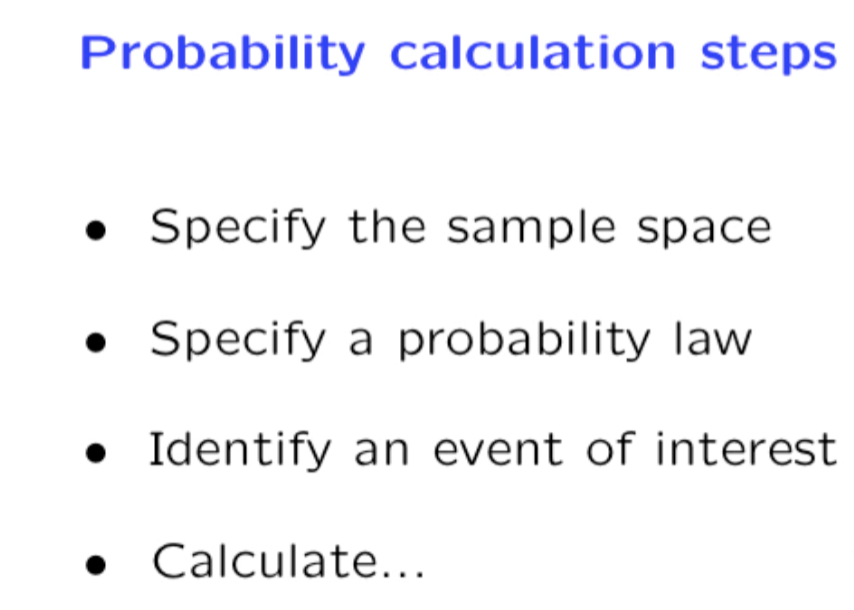 Probability calculation steps
• Specify the sample space
• Specify a probability law
• Identify an event of interest
• Calculate...